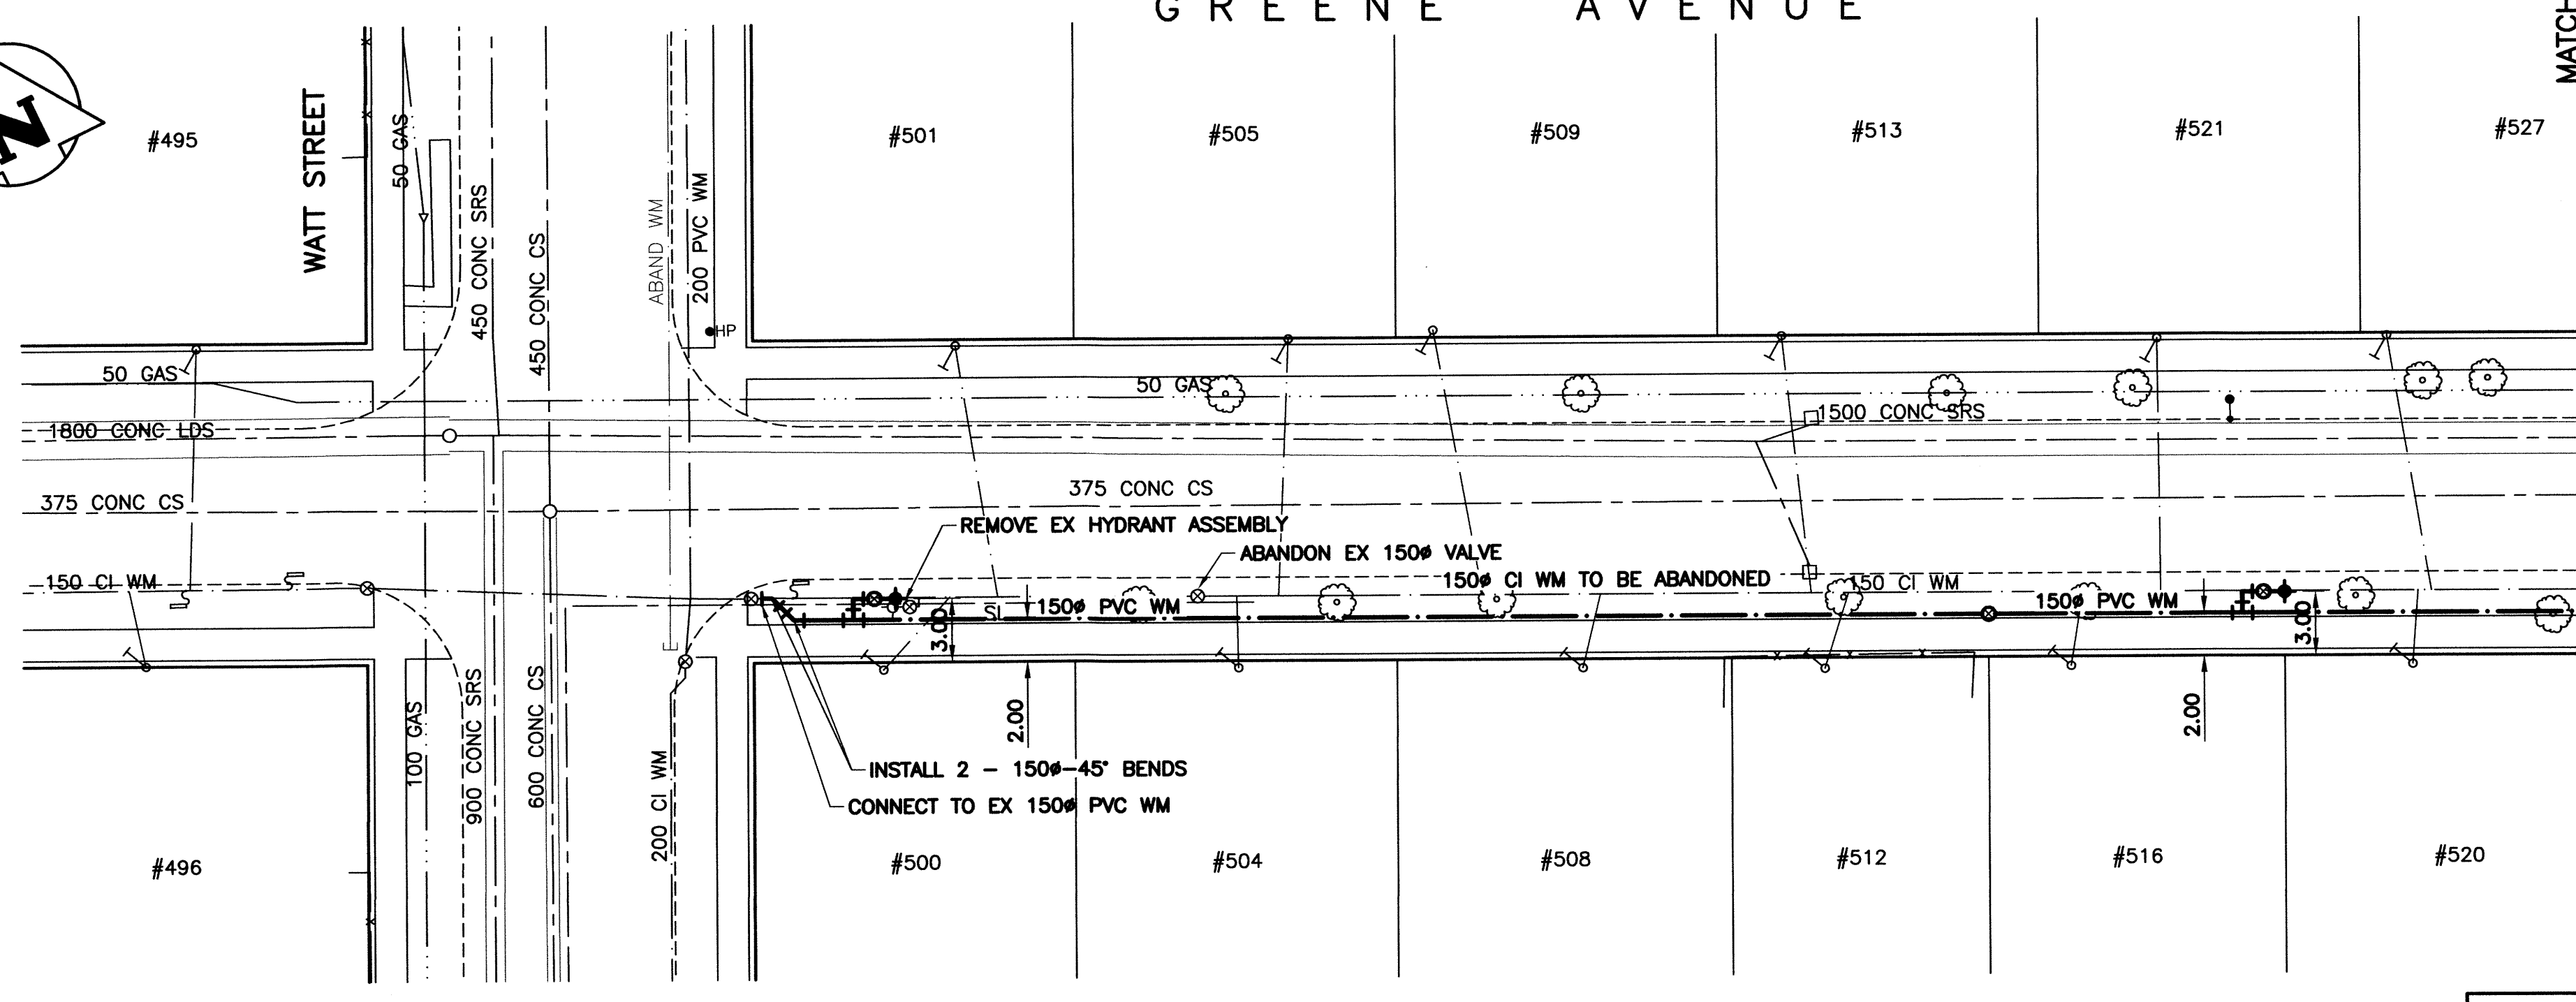 GREENE AVENUE
MATCH
N
#495
WATT STREET
50 GAS
450 CONC SRS
450 CONC CS
ABAND WM
200 PVC WM
HP
#501
#505
#509
#513
#521
#527
50 GAS
50 GAS
1800 CONC LDS
1500 CONC SRS
375 CONC CS
375 CONC CS
REMOVE EX HYDRANT ASSEMBLY
ABANDON EX 150ø VALVE
150 CI WM
150ø CI WM TO BE ABANDONED
150 CI WM
SL
150ø PVC WM
150ø PVC WM
3.00
3.00
2.00
2.00
100 GAS
900 CONC SRS
600 CONC CS
200 CI WM
INSTALL 2 - 150ø-45° BENDS
CONNECT TO EX 150ø PVC WM
#496
#500
#504
#508
#512
#516
#520